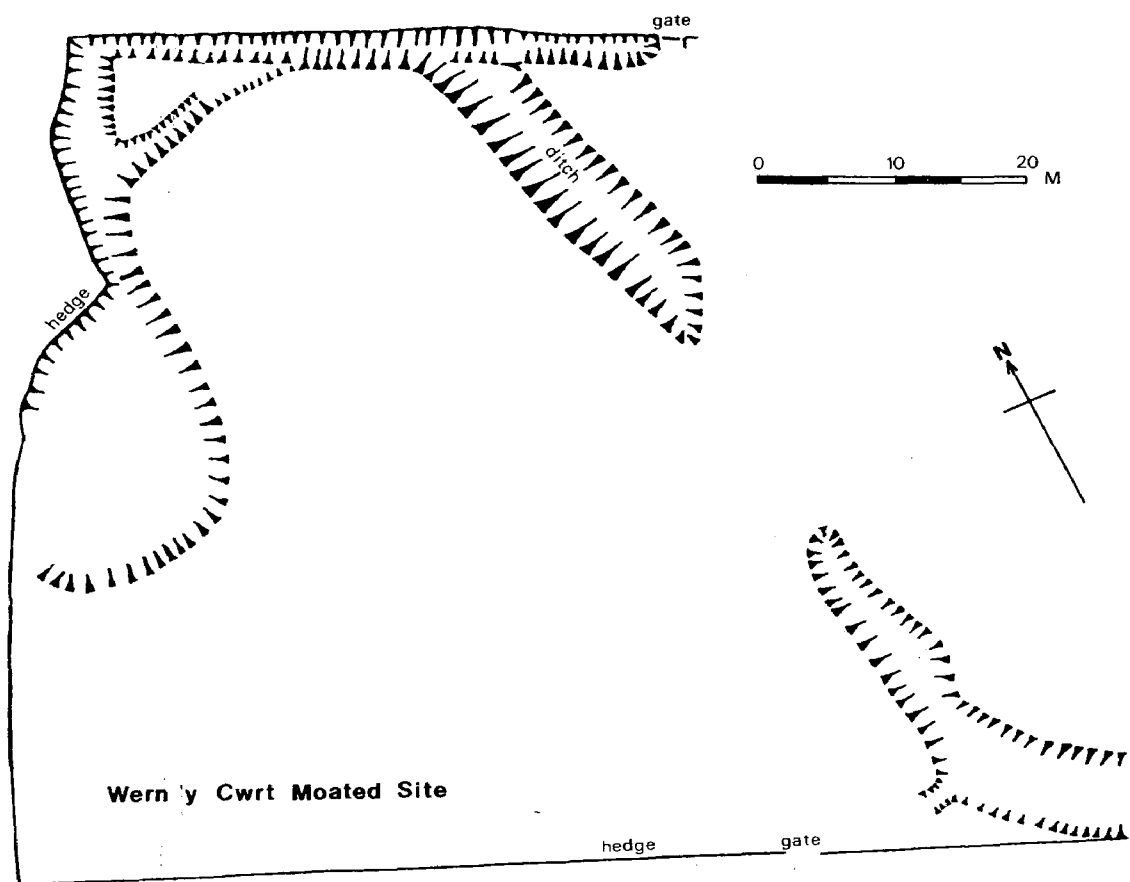 gate
ditch
0 10 20 M
hedge
N
Wern y Cwrt Moated Site
hedge gate